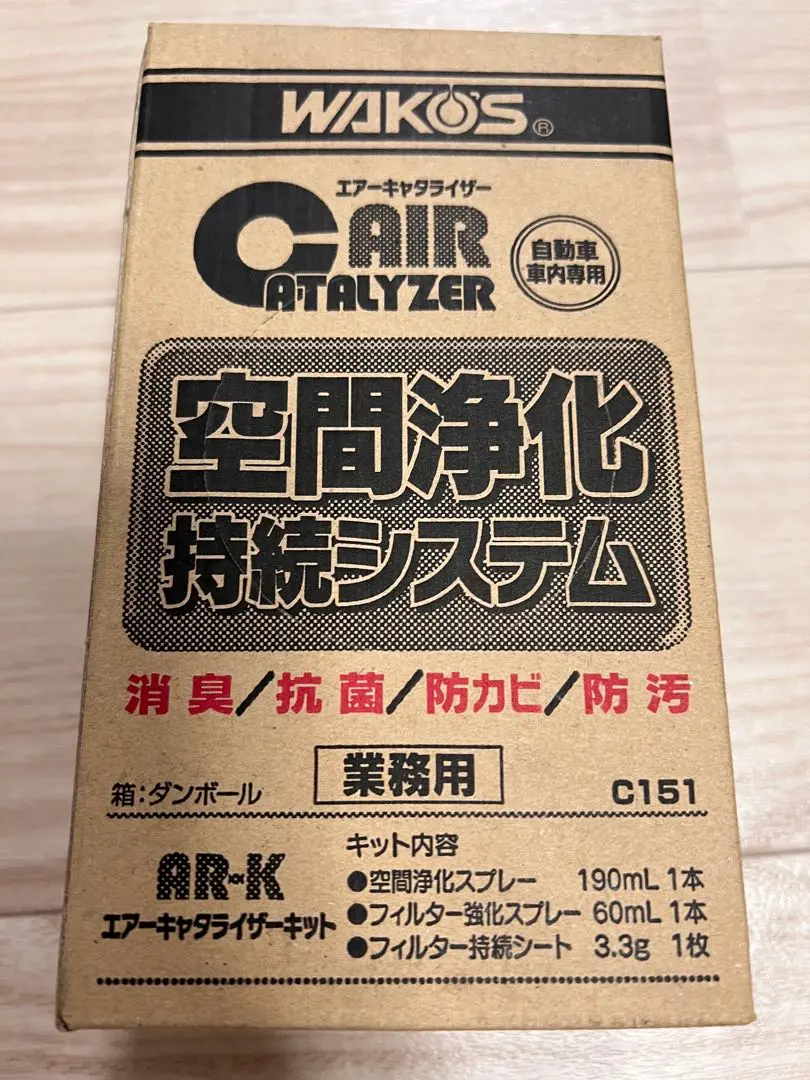 WAKO'S®
エアーキャタライザー
AIR
CATALYZER
自動車
車内専用
空間浄化
持続システム
消臭/抗菌/防カビ/防汚
業務用
箱:ダンボール
C151
AR-K
エアーキャタライザーキット
キット内容
●空間浄化スプレー 190mL 1本
●フィルター強化スプレー 60mL 1本
●フィルター持続シート 3.3g 1枚